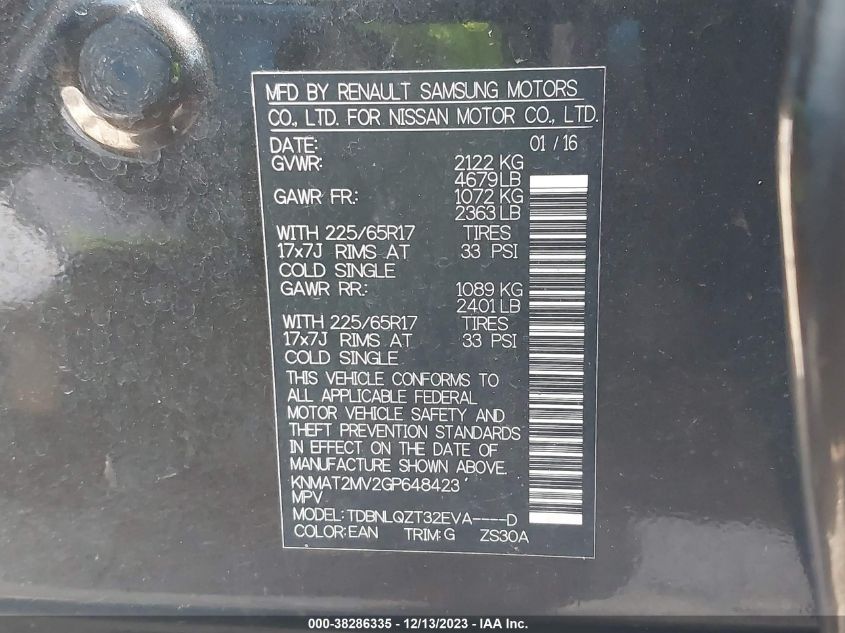 MFD BY RENAULT SAMSUNG MOTORS
CO., LTD. FOR NISSAN MOTOR CO., LTD.
DATE: 01 / 16
GVWR: 2122 KG
4679 LB
GAWR FR.: 1072 KG
2363 LB
WITH 225/65R17 TIRES
17x7J RIMS AT 33 PSI
COLD SINGLE
GAWR RR.: 1089 KG
2401 LB
WITH 225/65R17 TIRES
17x7J RIMS AT 33 PSI
COLD SINGLE
THIS VEHICLE CONFORMS TO
ALL APPLICABLE FEDERAL
MOTOR VEHICLE SAFETY AND
THEFT PREVENTION STANDARDS
IN EFFECT ON THE DATE OF
MANUFACTURE SHOWN ABOVE.
KNMAT2MV2GP648423
MPV
MODEL: TDBNLQZT32EVA----D
COLOR: EAN TRIM: G ZS30A
000-38286335 - 12/13/2023 - IAA Inc.